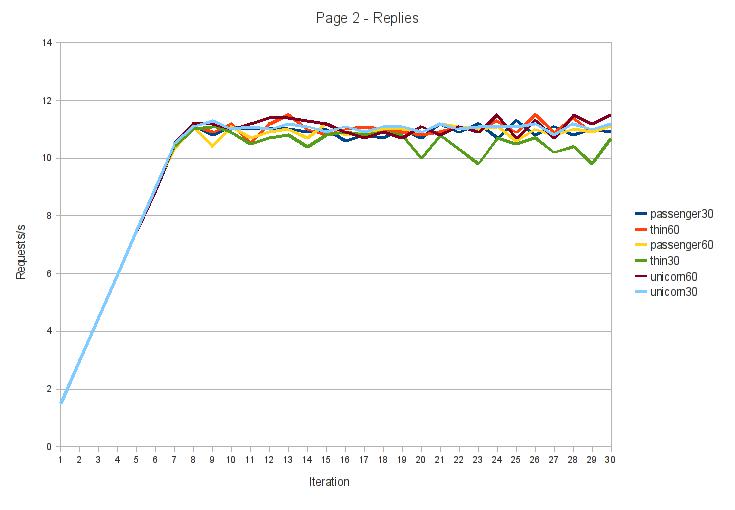 Page 2 - Replies
14
12
10
8
6
4
2
0
Requests/s
1 2 3 4 5 6 7 8 9 10 11 12 13 14 15 16 17 18 19 20 21 22 23 24 25 26 27 28 29 30
Iteration
passenger30
thin60
passenger60
thin30
unicorn60
unicorn30